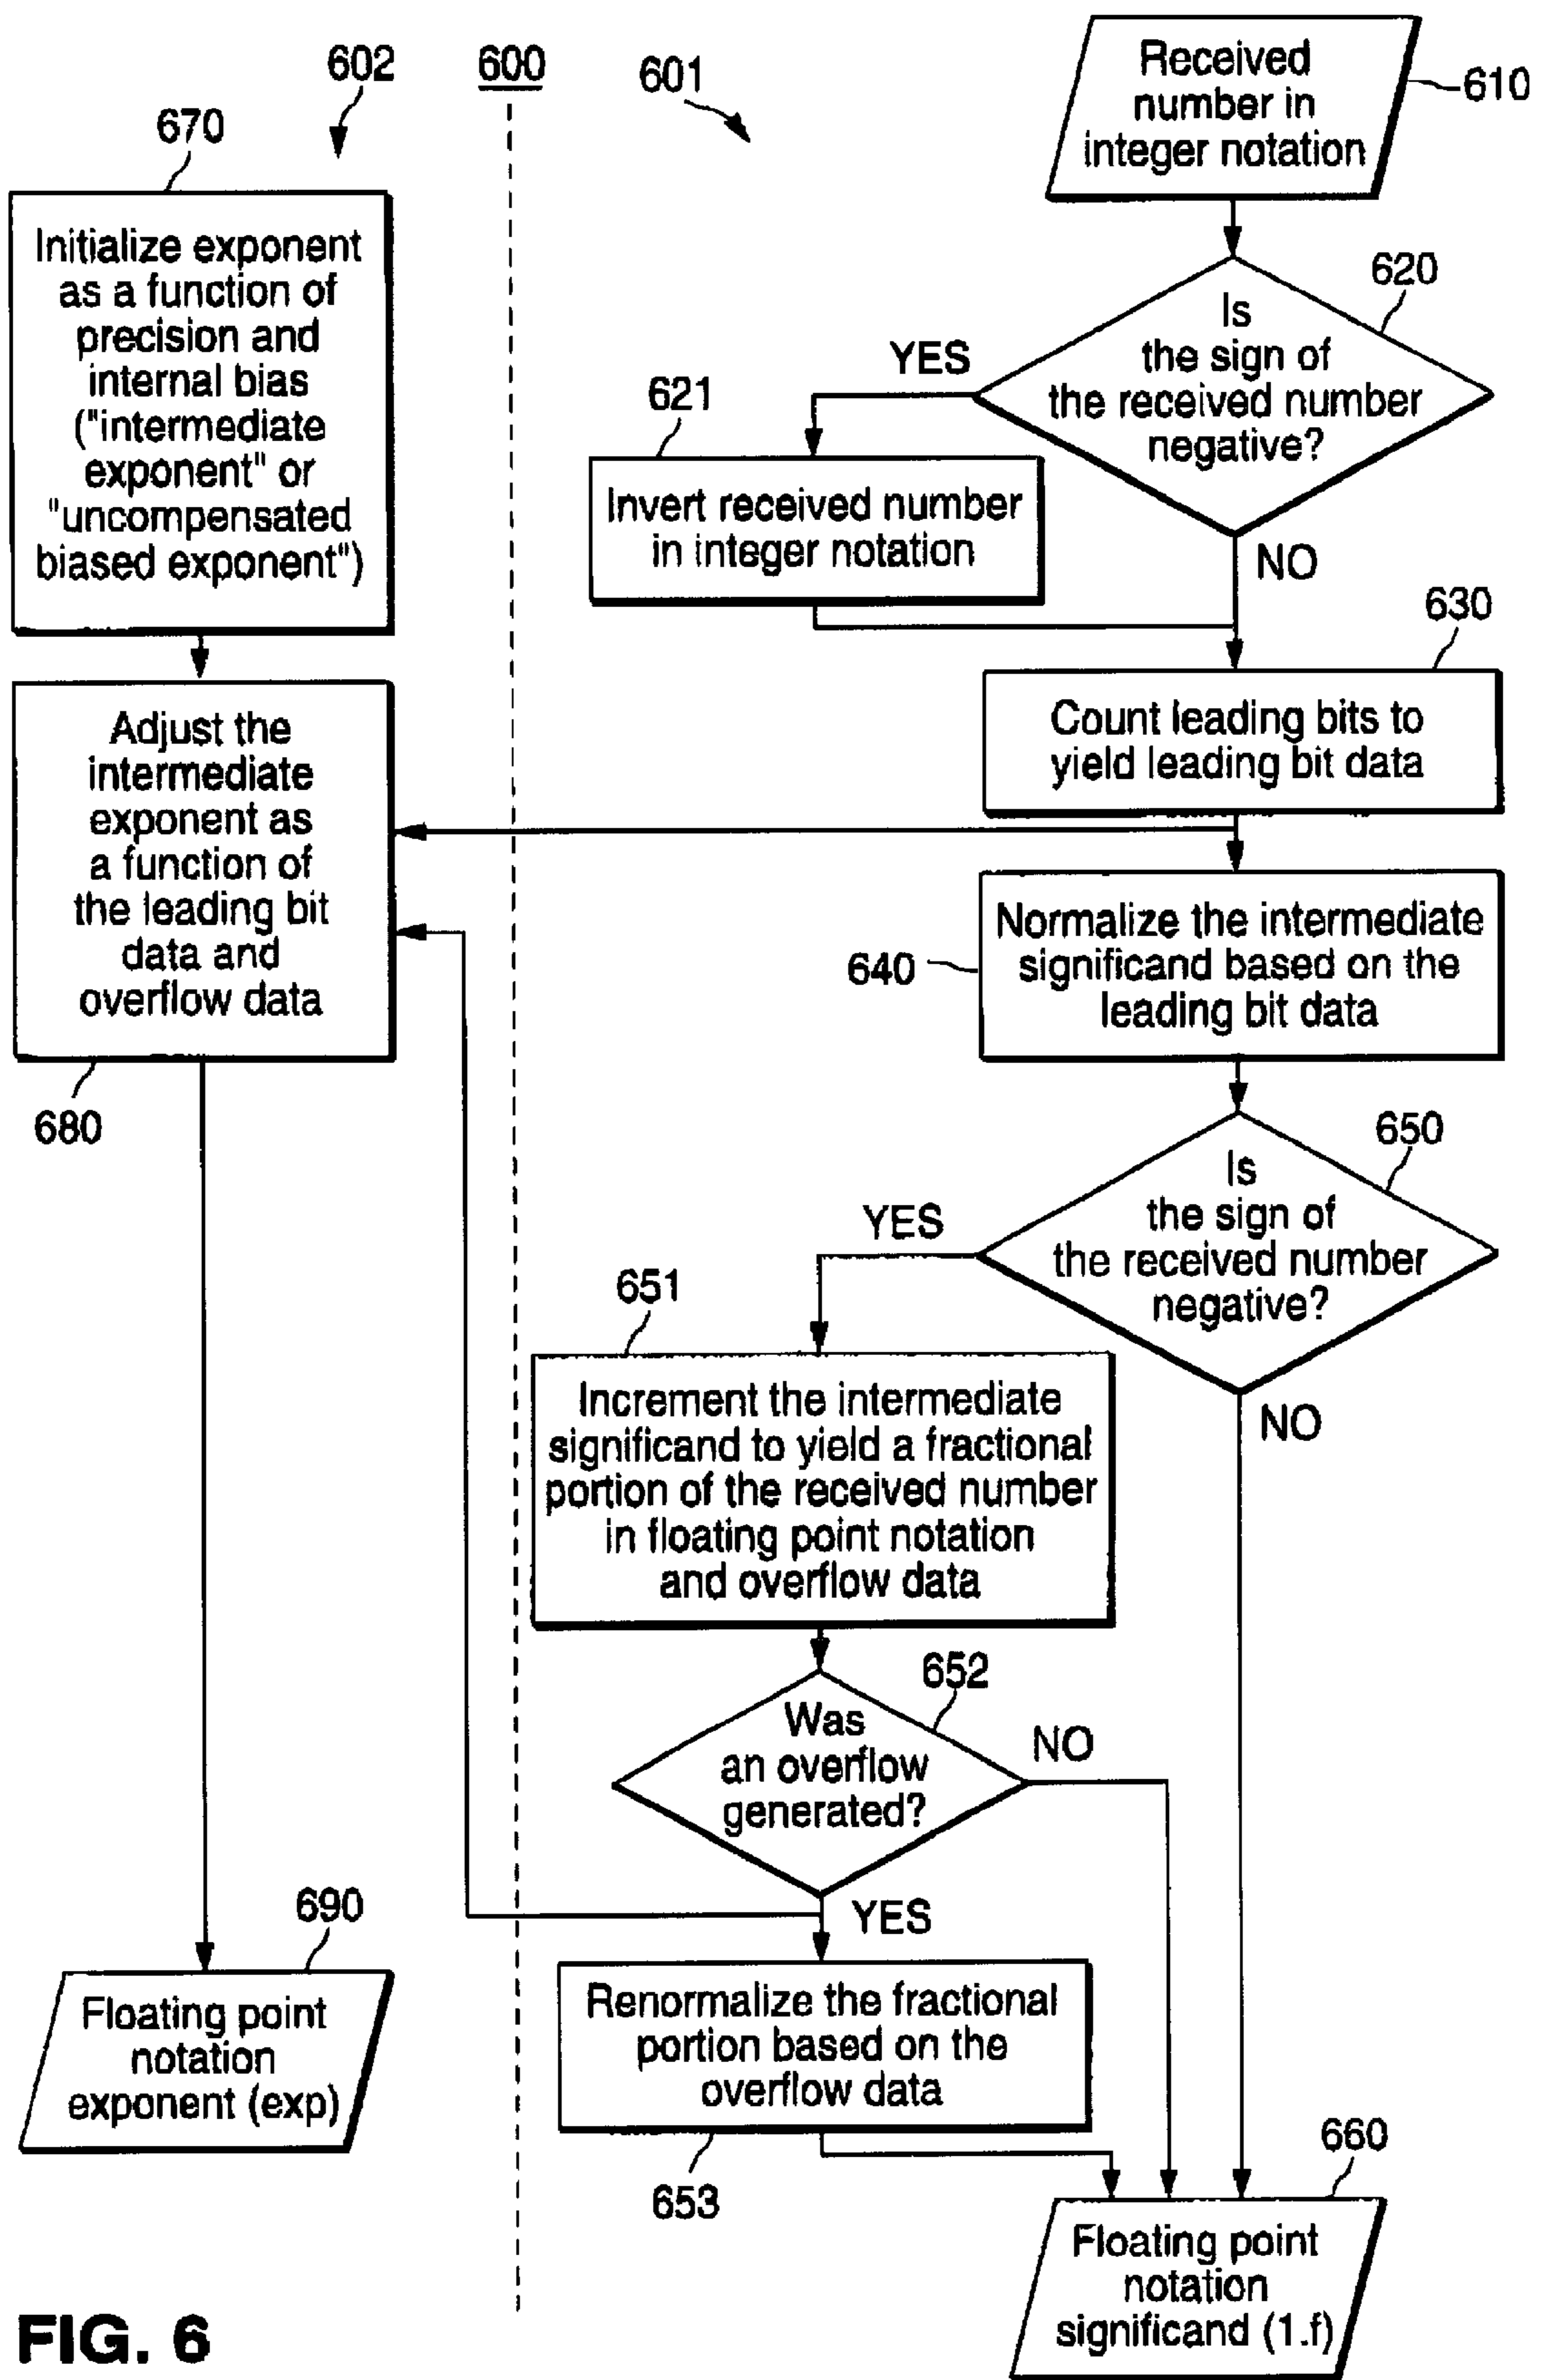 602
600
601
Received
number in
integer notation
610
670
Initialize exponent
as a function of
precision and
internal bias
("intermediate
exponent" or
"uncompensated
biased exponent")
620
Is
the sign of
the received number
negative?
YES
NO
621
Invert received number
in integer notation
630
Count leading bits to
yield leading bit data
Adjust the
intermediate
exponent as
a function of
the leading bit
data and
overflow data
680
640
Normalize the intermediate
significand based on the
leading bit data
650
Is
the sign of
the received number
negative?
YES
NO
651
Increment the intermediate
significand to yield a fractional
portion of the received number
in floating point notation
and overflow data
652
Was
an overflow
generated?
NO
YES
690
Floating point
notation
exponent (exp)
Renormalize the fractional
portion based on the
overflow data
653
660
Floating point
notation
significand (1.f)
FIG. 6